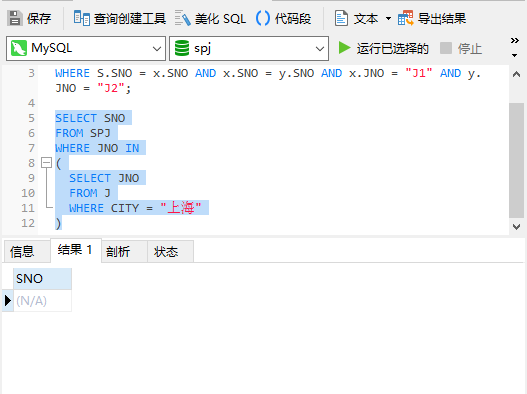 保存 查询创建工具 美化 SQL 代码段 文本 导出结果
MySQL spj 运行已选择的 停止
3 WHERE S.SNO = x.SNO AND x.SNO = y.SNO AND x.JNO = "J1" AND y.
JNO = "J2";
4
5 SELECT SNO
6 FROM SPJ
7 WHERE JNO IN
8 (
9 SELECT JNO
10 FROM J
11 WHERE CITY = "上海"
12 )
信息 结果 1 剖析 状态
SNO
(N/A)